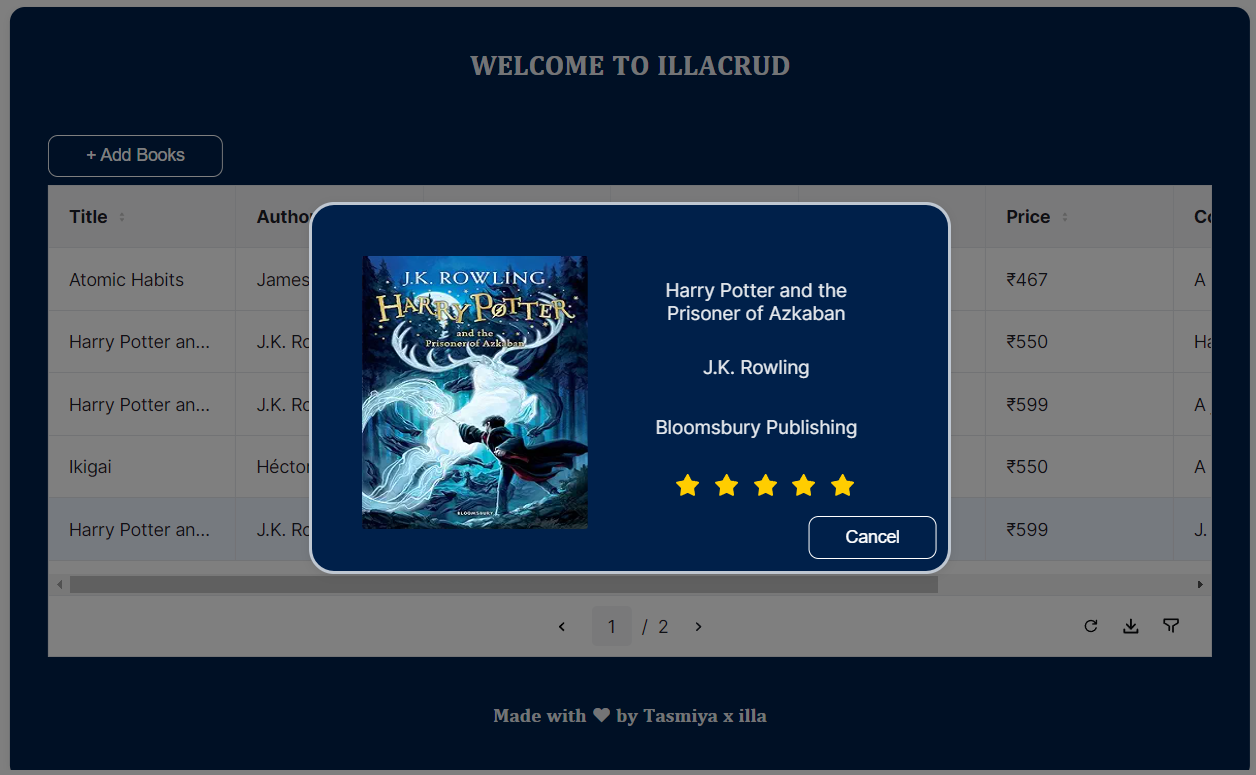 WELCOME TO ILLACRUD
+ Add Books
Title Autho Price Co
Atomic Habits James ₹467 A
Harry Potter an... J.K. Ro ₹550 Ha
Harry Potter an... J.K. Ro ₹599 A
Ikigai Héctor ₹550 A
Harry Potter an... J.K. Ro ₹599 J.
J.K. ROWLING
HARRY POTTER
and the
Prisoner of Azkaban
BLOOMSBURY
Harry Potter and the
Prisoner of Azkaban
J.K. Rowling
Bloomsbury Publishing
Cancel
1 / 2
Made with ❤ by Tasmiya x illa